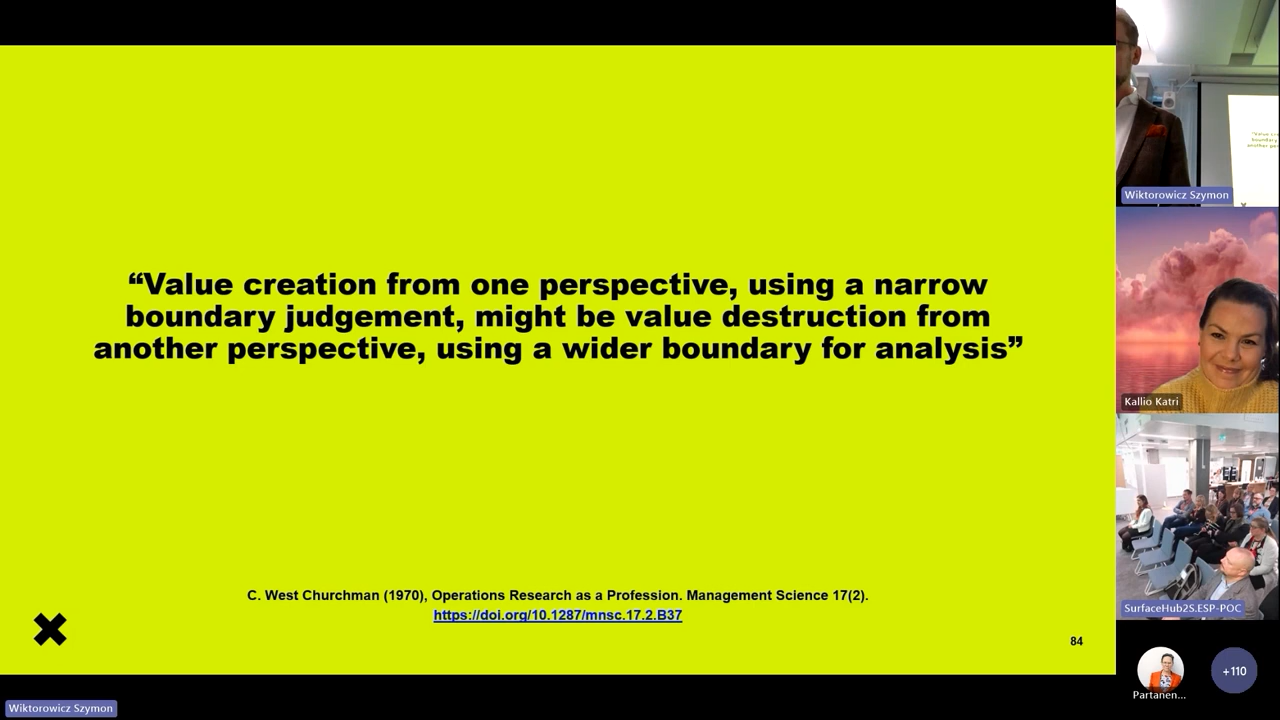 “Value creation from one perspective, using a narrow
boundary judgement, might be value destruction from
another perspective, using a wider boundary for analysis”
C. West Churchman (1970), Operations Research as a Profession. Management Science 17(2).
https://doi.org/10.1287/mnsc.17.2.B37
84
Wiktorowicz Szymon
Wiktorowicz Szymon
Kallio Katri
SurfaceHub2S.ESP-POC
Partanen...
+110